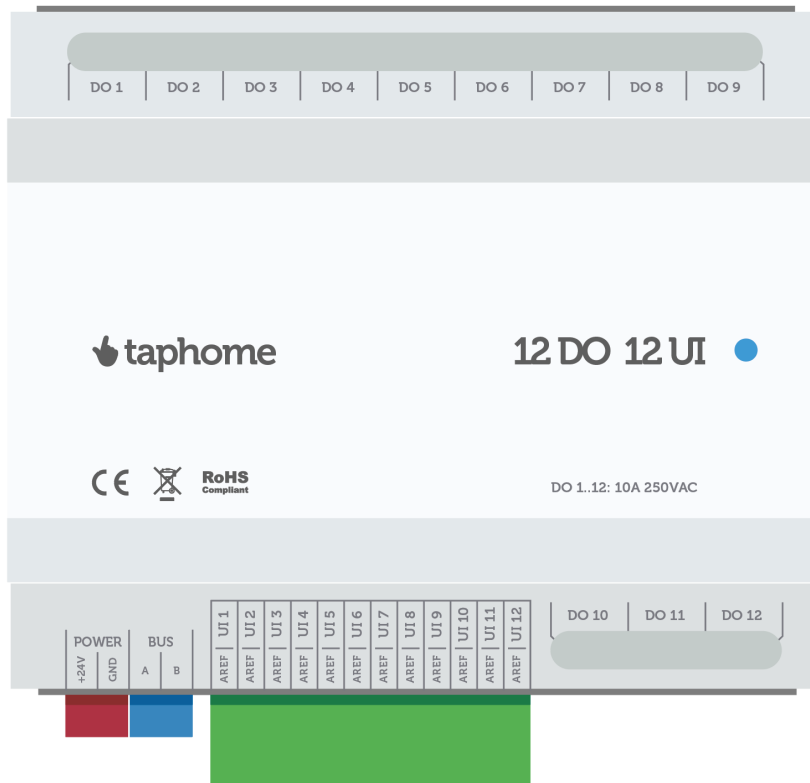 DO 1 DO 2 DO 3 DO 4 DO 5 DO 6 DO 7 DO 8 DO 9
taphome 12 DO 12 UI
CE RoHS
Compliant
DO 1..12: 10A 250VAC
UI 1 UI 2 UI 3 UI 4 UI 5 UI 6 UI 7 UI 8 UI 9 UI 10 UI 11 UI 12
DO 10 DO 11 DO 12
POWER BUS
+24V GND A B
AREF AREF AREF AREF AREF AREF AREF AREF AREF AREF AREF AREF